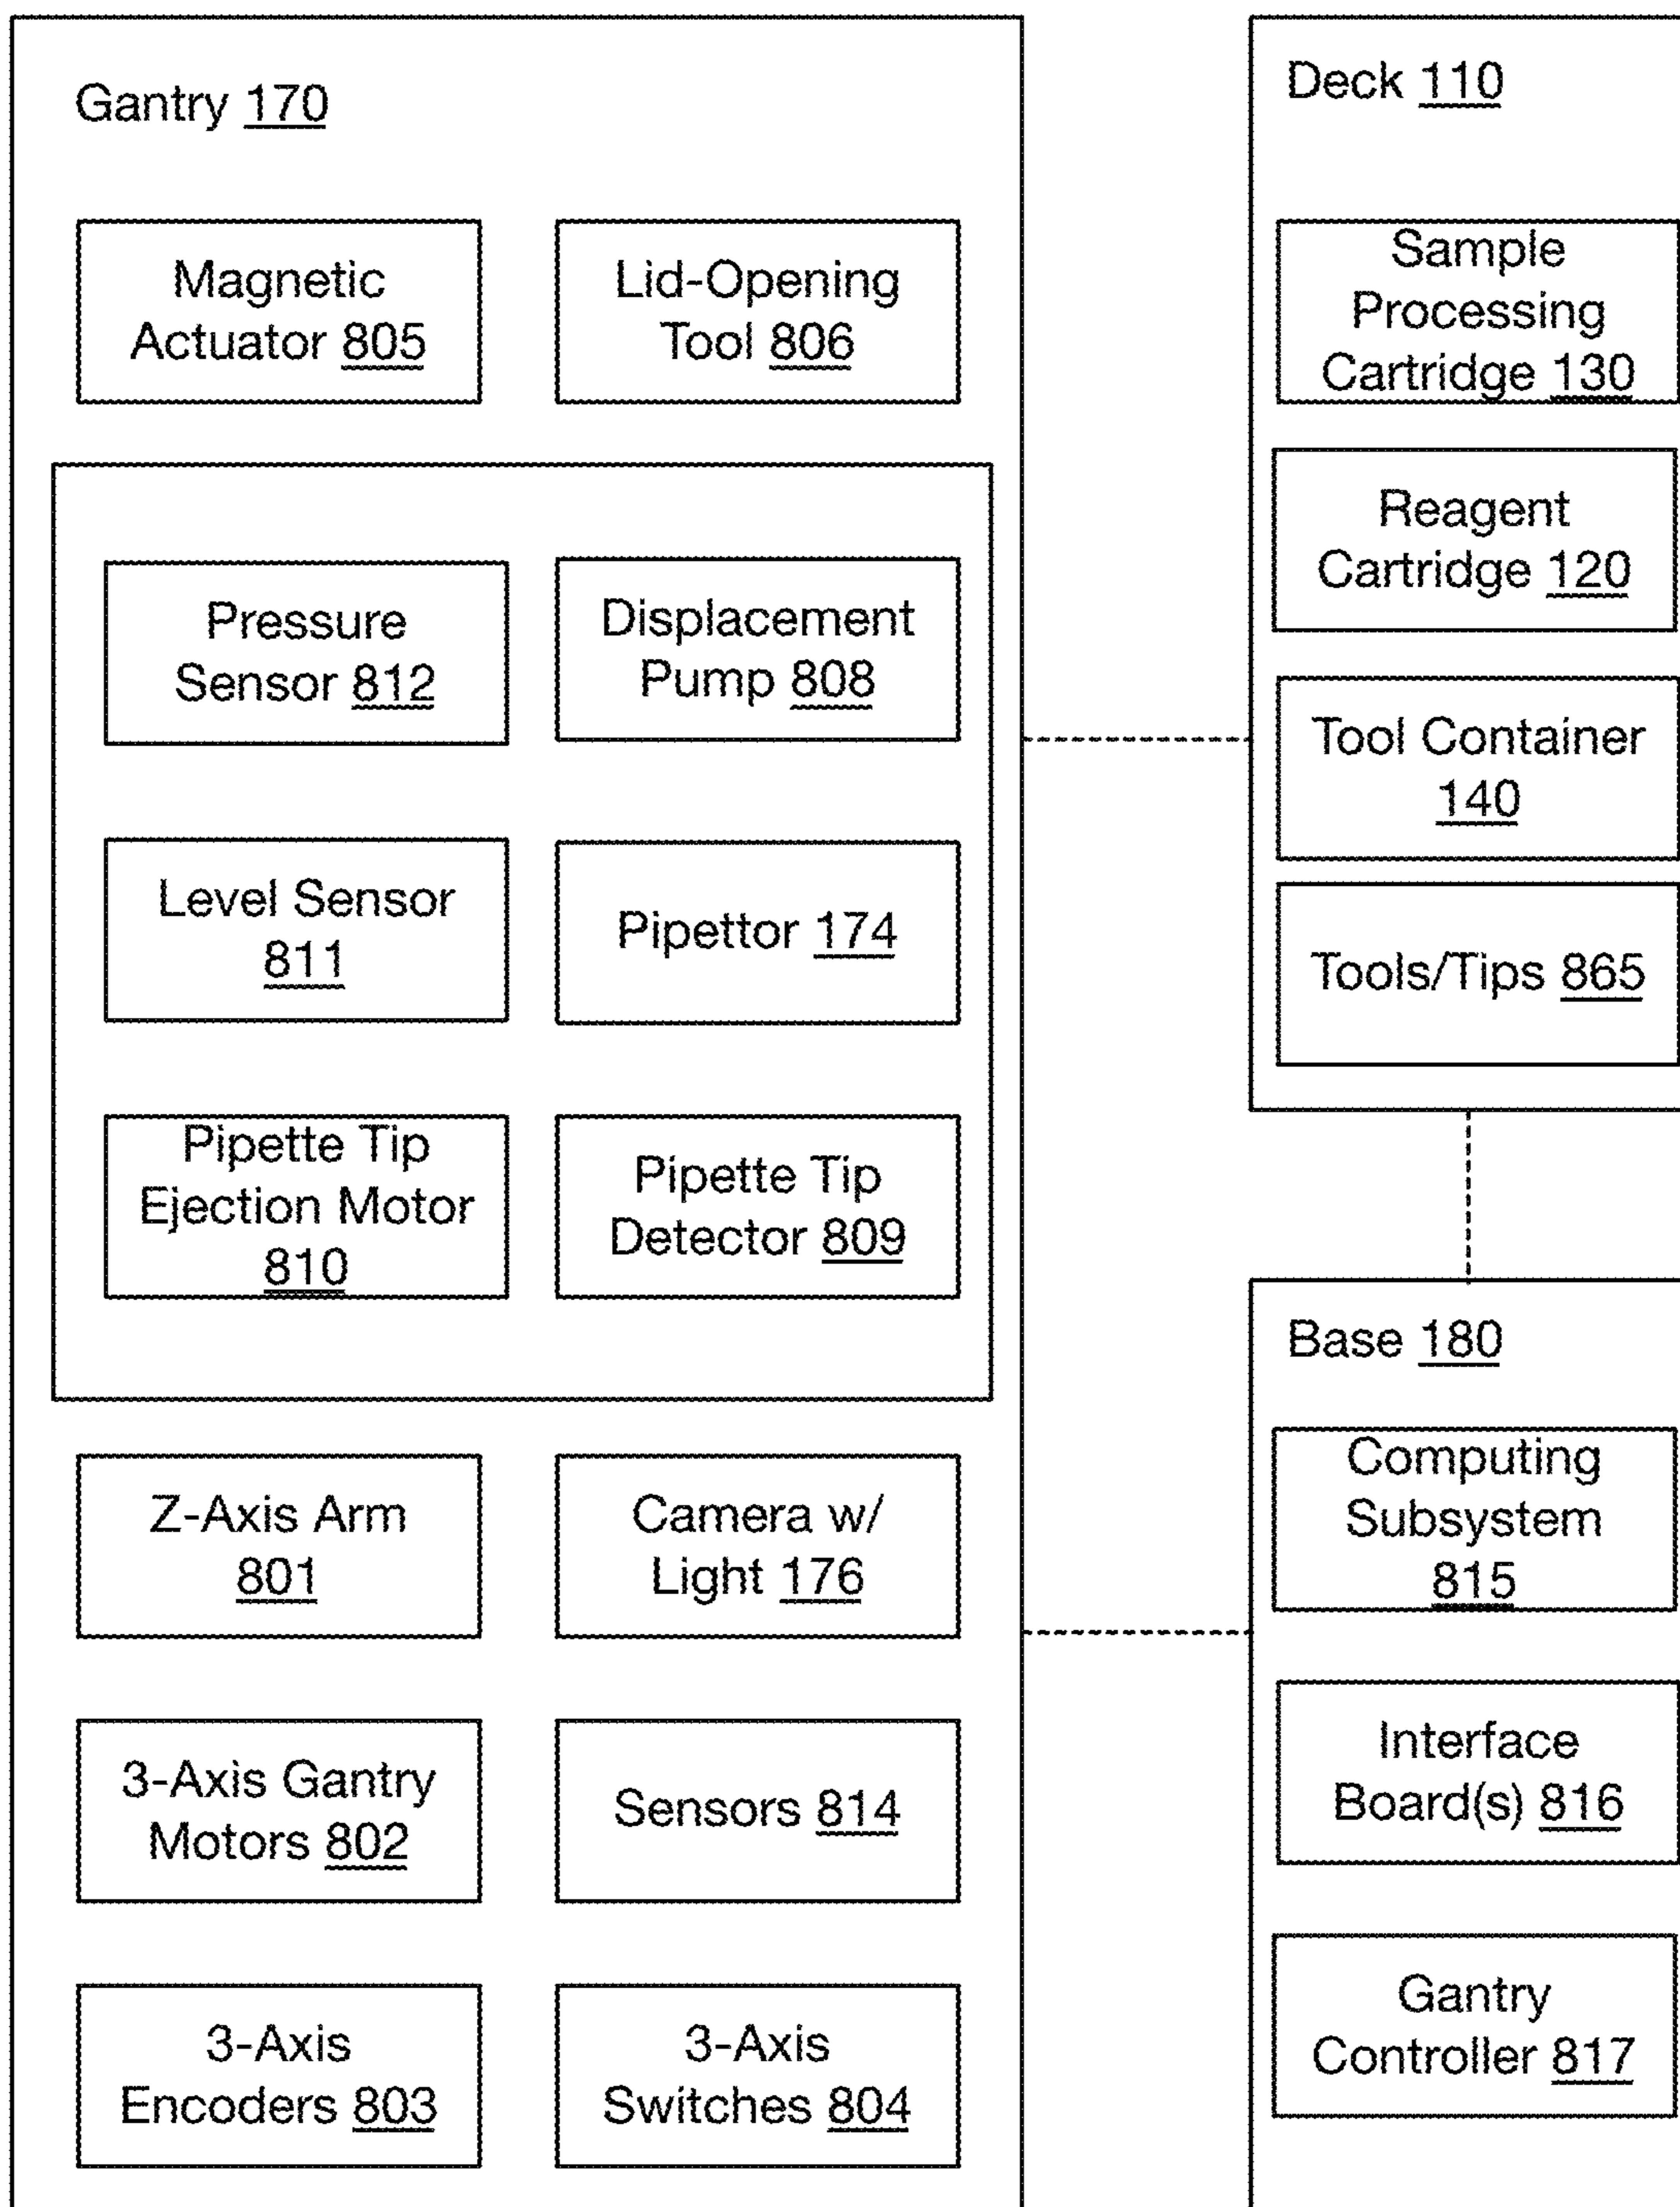 Gantry 170
Magnetic
Actuator 805
Lid-Opening
Tool 806
Pressure
Sensor 812
Displacement
Pump 808
Level Sensor
811
Pipettor 174
Pipette Tip
Ejection Motor
810
Pipette Tip
Detector 809
Z-Axis Arm
801
Camera w/
Light 176
3-Axis Gantry
Motors 802
Sensors 814
3-Axis
Encoders 803
3-Axis
Switches 804
Deck 110
Sample
Processing
Cartridge 130
Reagent
Cartridge 120
Tool Container
140
Tools/Tips 865
Base 180
Computing
Subsystem
815
Interface
Board(s) 816
Gantry
Controller 817